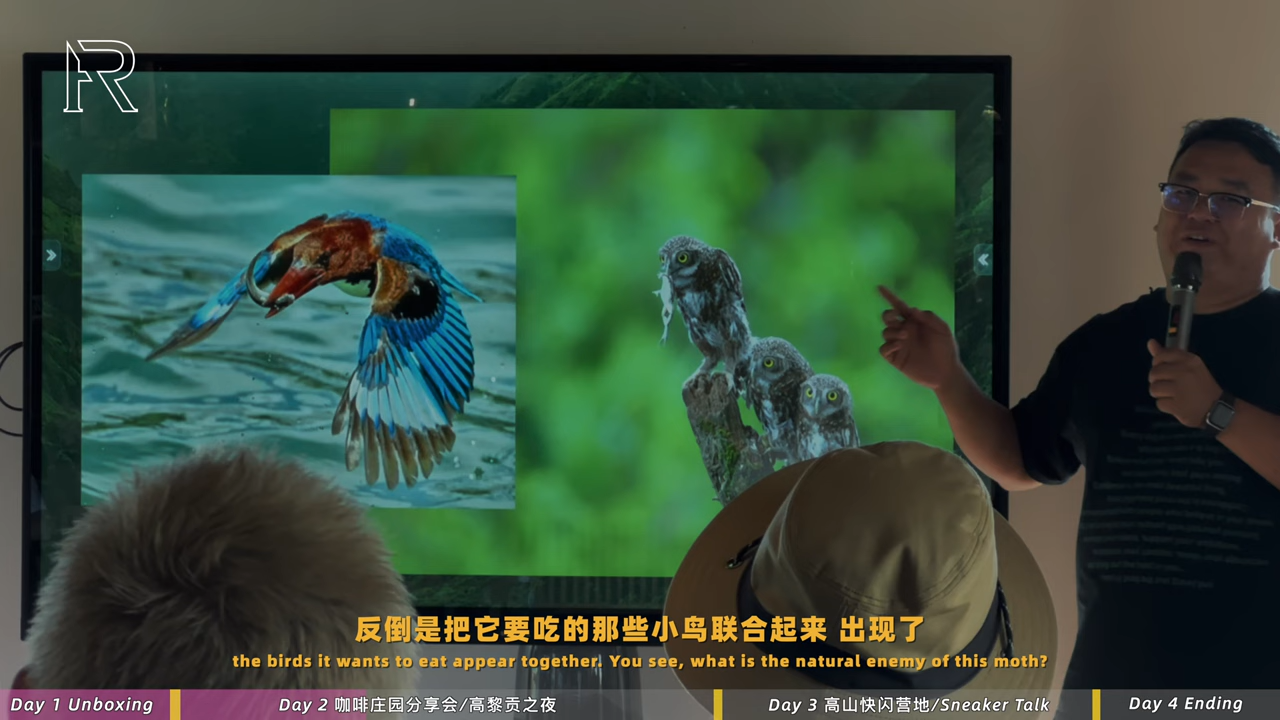 R
反倒是把它要吃的那些小鸟联合起来 出现了
the birds it wants to eat appear together. You see, what is the natural enemy of this moth?
Day 1 Unboxing
Day 2 咖啡庄园分享会/高黎贡之夜
Day 3 高山快闪营地/Sneaker Talk
Day 4 Ending